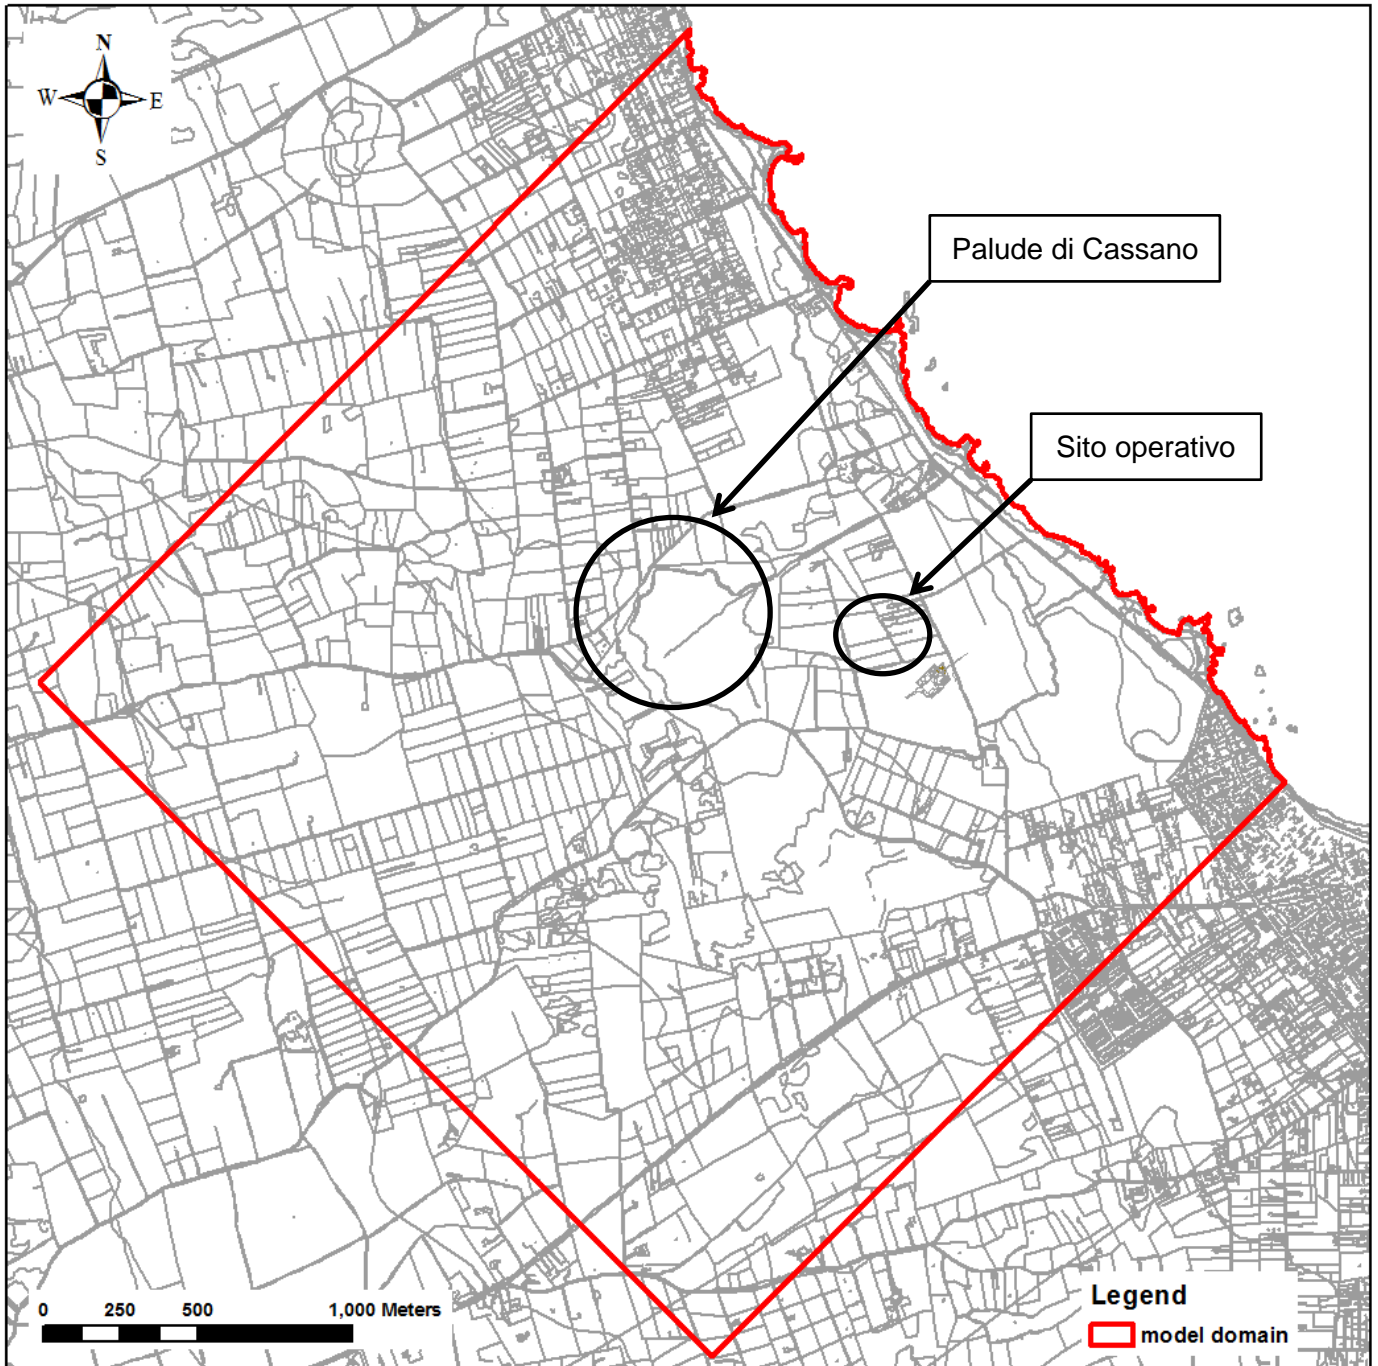 N
W E
S
Palude di Cassano
Sito operativo
0 250 500 1,000 Meters
Legend
model domain